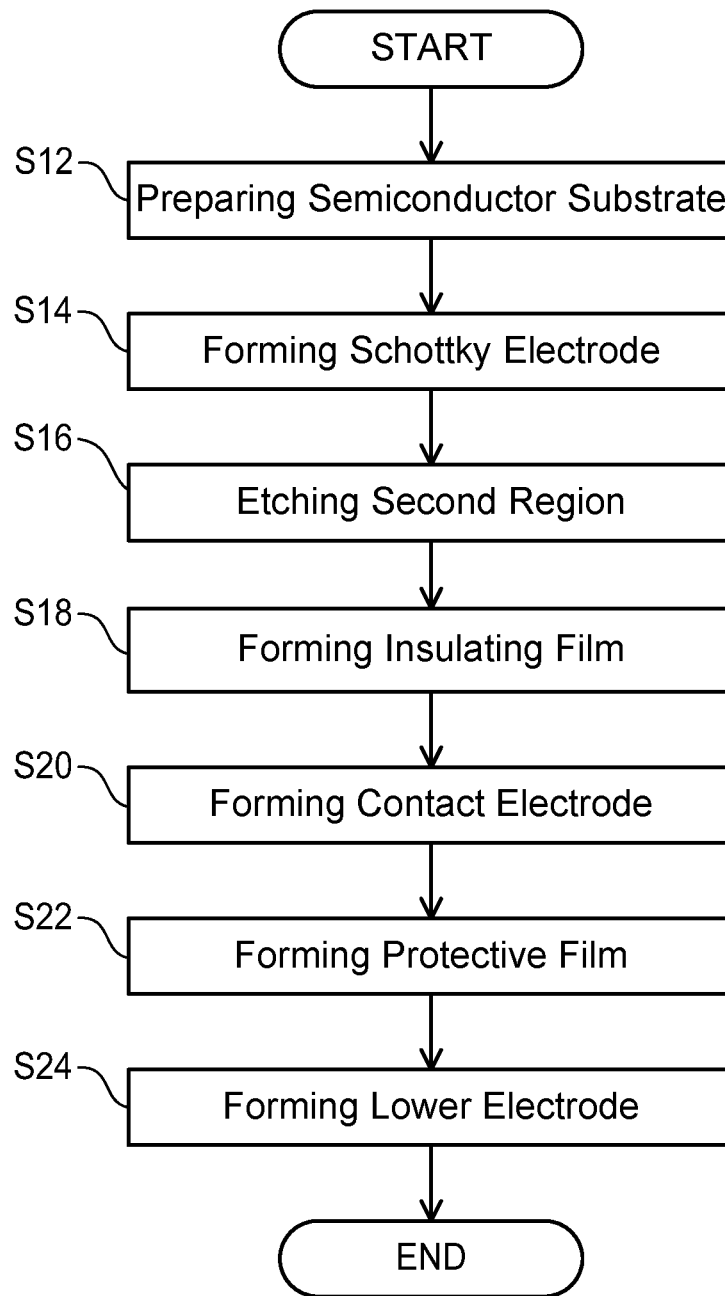 START
S12
Preparing Semiconductor Substrate
S14
Forming Schottky Electrode
S16
Etching Second Region
S18
Forming Insulating Film
S20
Forming Contact Electrode
S22
Forming Protective Film
S24
Forming Lower Electrode
END